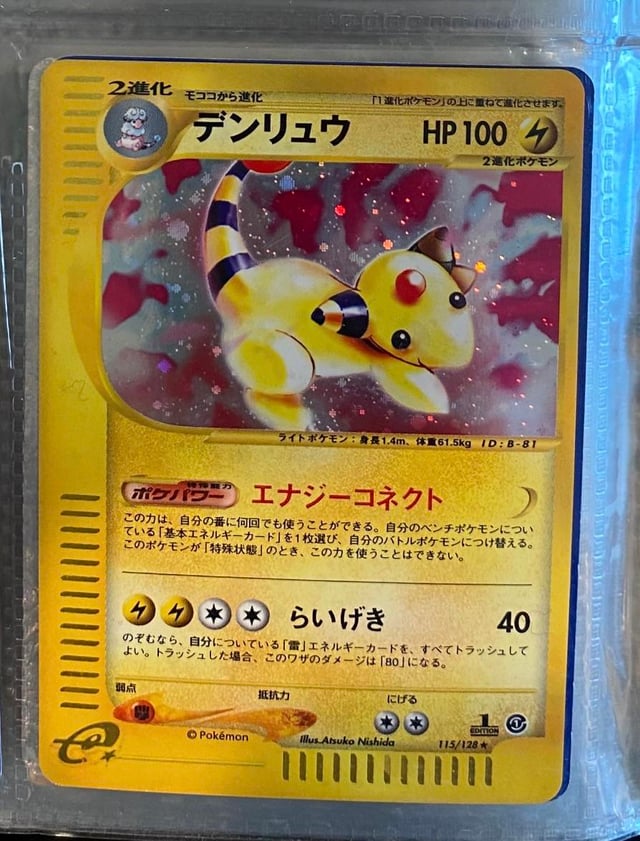 2進化
モココから進化
「1進化ポケモン」の上に重ねて進化させます。
デンリュウ
HP 100
2進化ポケモン
ライトポケモン：身長1.4m、体重61.5kg ID:B-81
特殊能力
ポケパワー
エナジーコネクト
この力は、自分の番に何回でも使うことができる。自分のベンチポケモンについ
ている「基本エネルギーカード」を1枚選び、自分のバトルポケモンにつけ替える。
このポケモンが「特殊状態」のとき、この力を使うことはできない。
らいげき 40
のぞむなら、自分についている「雷」エネルギーカードを、すべてトラッシュして
よい。トラッシュした場合、このワザのダメージは「80」になる。
弱点
抵抗力
にげる
e
© Pokémon
Illus. Atsuko Nishida
1
EDITION
115/128★